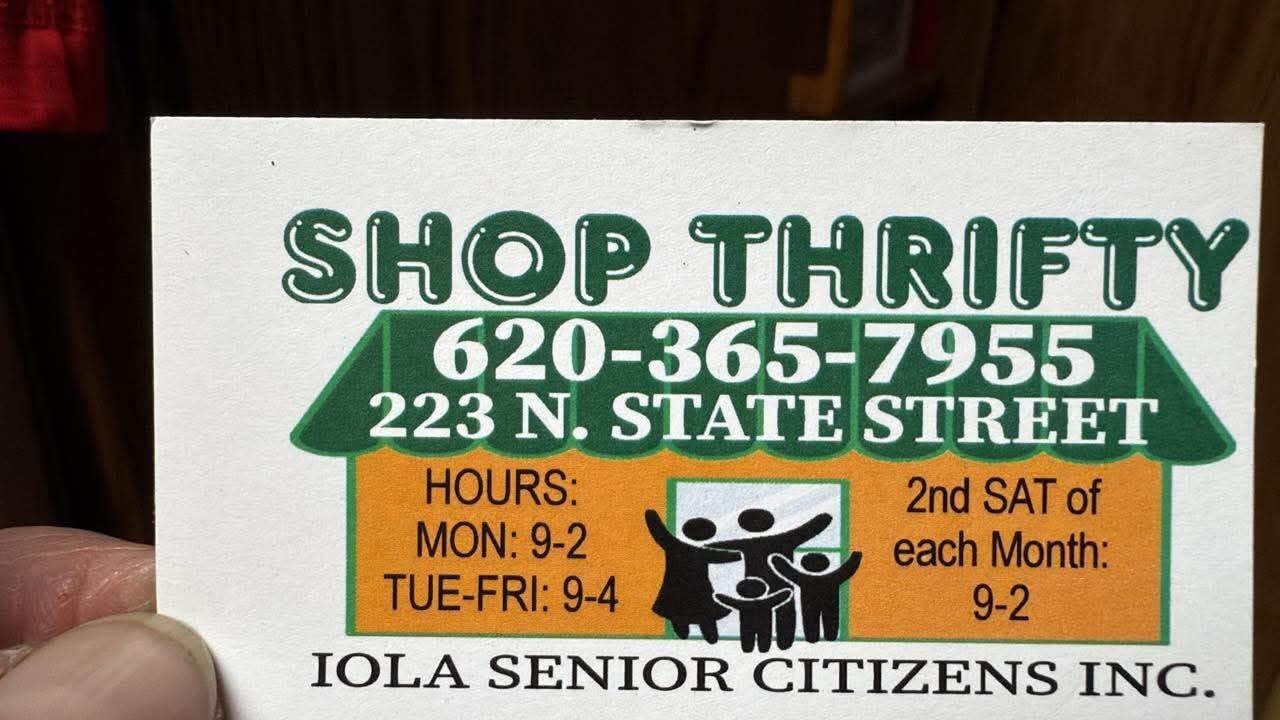 SHOP THRIFTY
620-365-7955
223 N. STATE STREET
HOURS:
MON: 9-2
TUE-FRI: 9-4
2nd SAT of
each Month:
9-2
IOLA SENIOR CITIZENS INC.